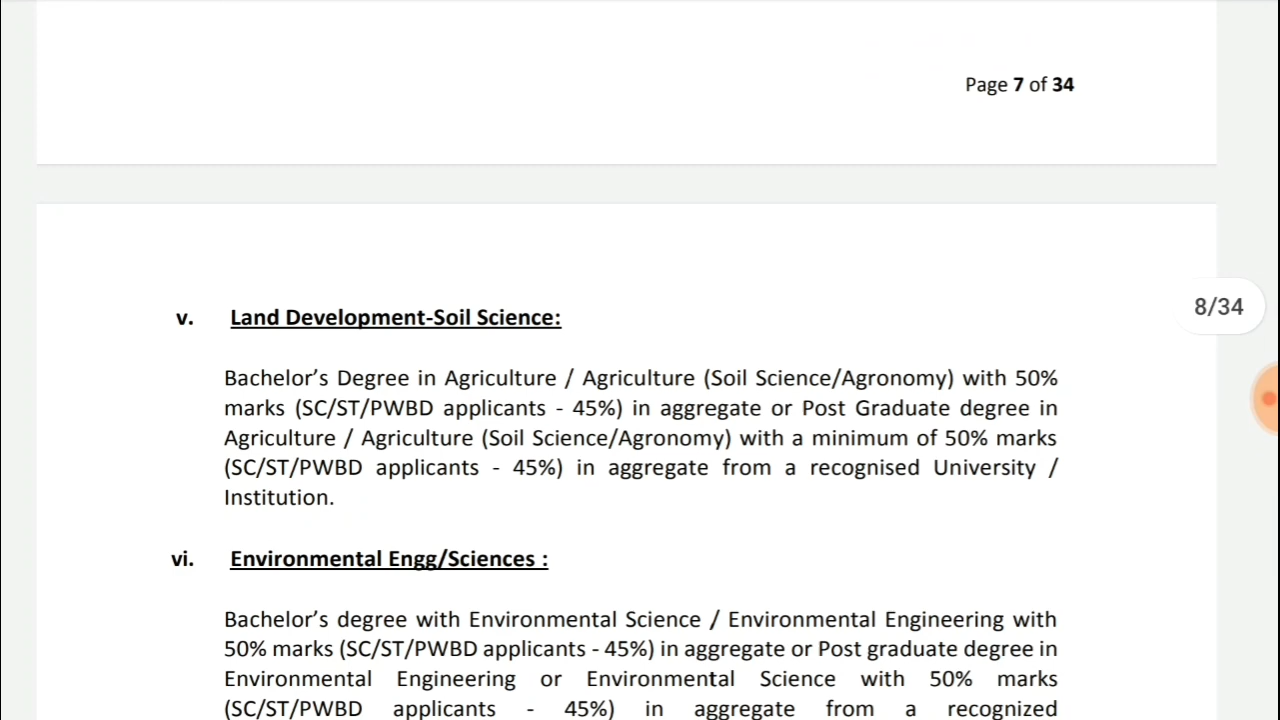 Page 7 of 34
8/34
v. Land Development-Soil Science:
Bachelor’s Degree in Agriculture / Agriculture (Soil Science/Agronomy) with 50%
marks (SC/ST/PWBD applicants - 45%) in aggregate or Post Graduate degree in
Agriculture / Agriculture (Soil Science/Agronomy) with a minimum of 50% marks
(SC/ST/PWBD applicants - 45%) in aggregate from a recognised University /
Institution.
vi. Environmental Engg/Sciences :
Bachelor’s degree with Environmental Science / Environmental Engineering with
50% marks (SC/ST/PWBD applicants - 45%) in aggregate or Post graduate degree in
Environmental Engineering or Environmental Science with 50% marks
(SC/ST/PWBD applicants - 45%) in aggregate from a recognized